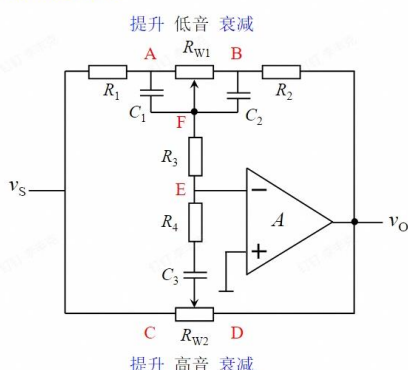 提升 低音 衰减
A R_W1 B
R_1 C_1 F C_2 R_2
R_3
v_S E − A v_O
R_4 +
C_3
C R_W2 D
提升 高音 衰减